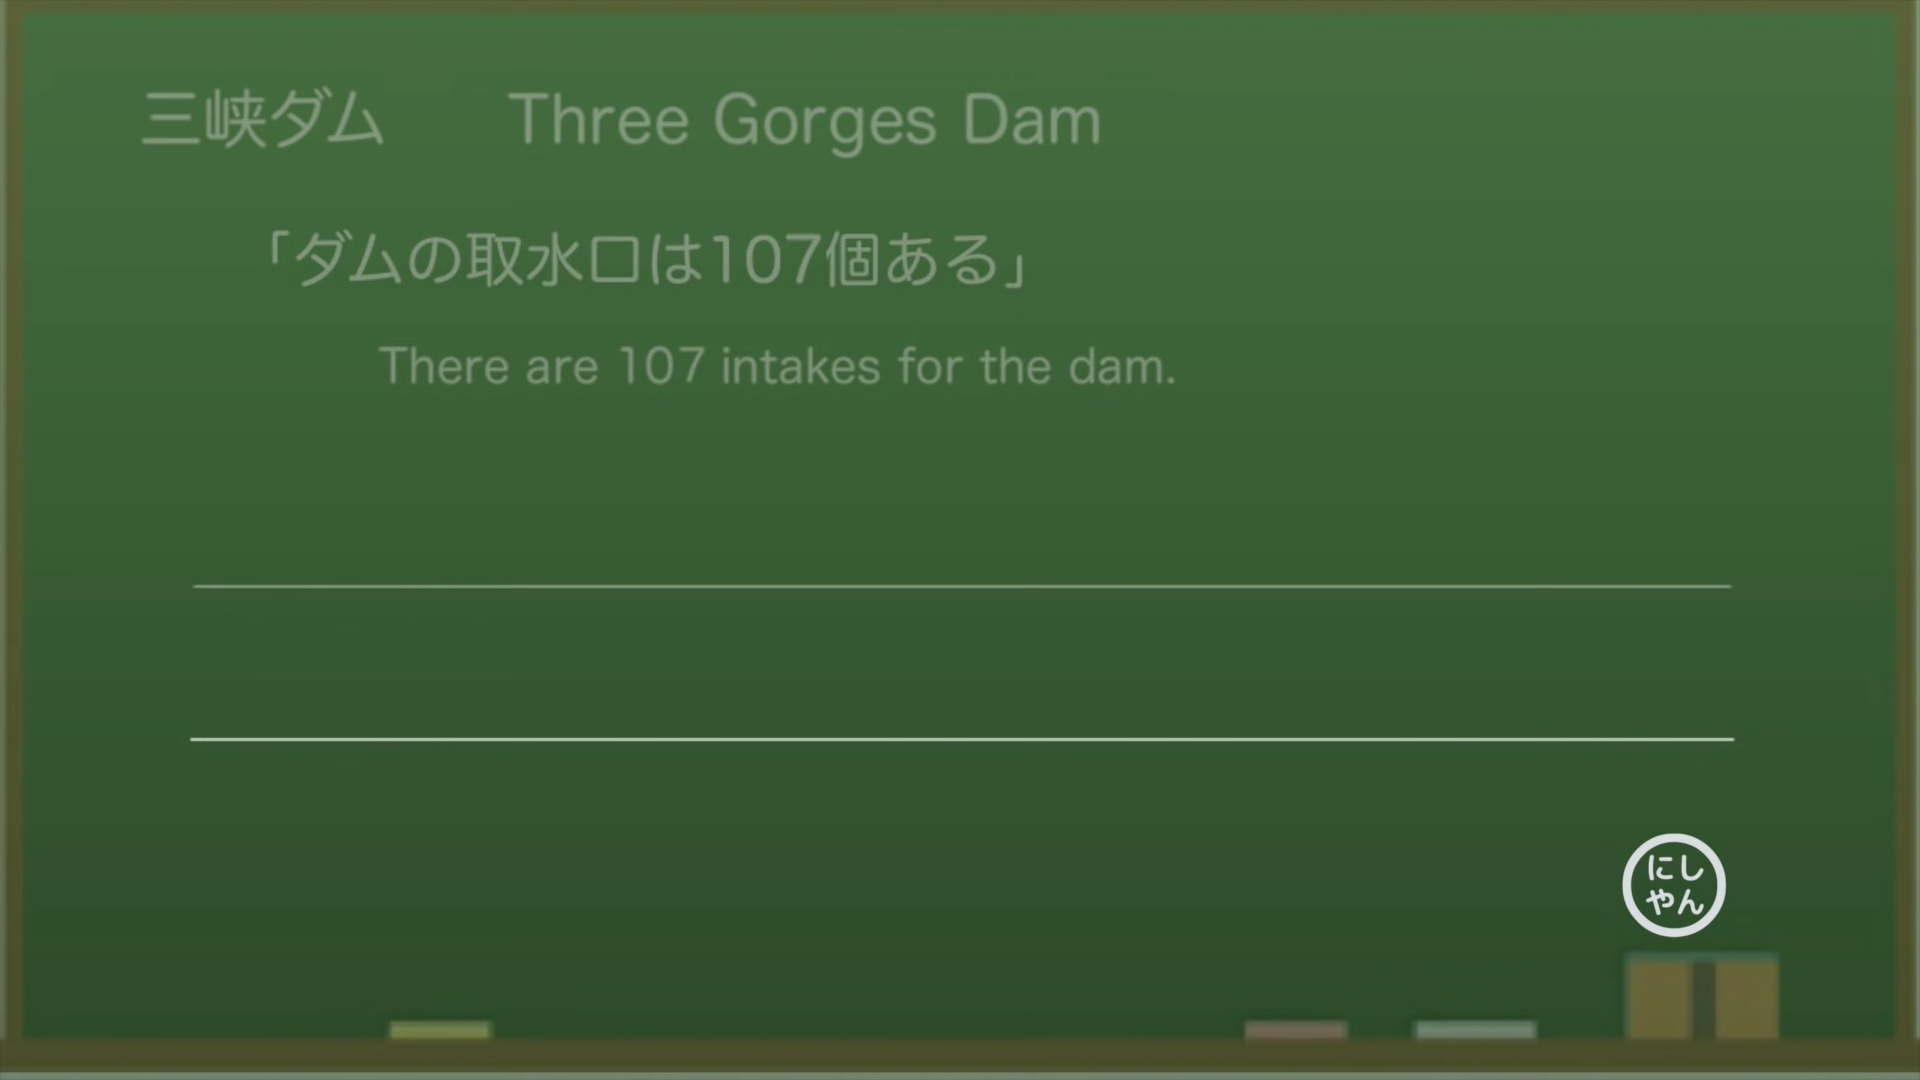 三峡ダム Three Gorges Dam
「ダムの取水口は107個ある」
There are 107 intakes for the dam.
にし
やん